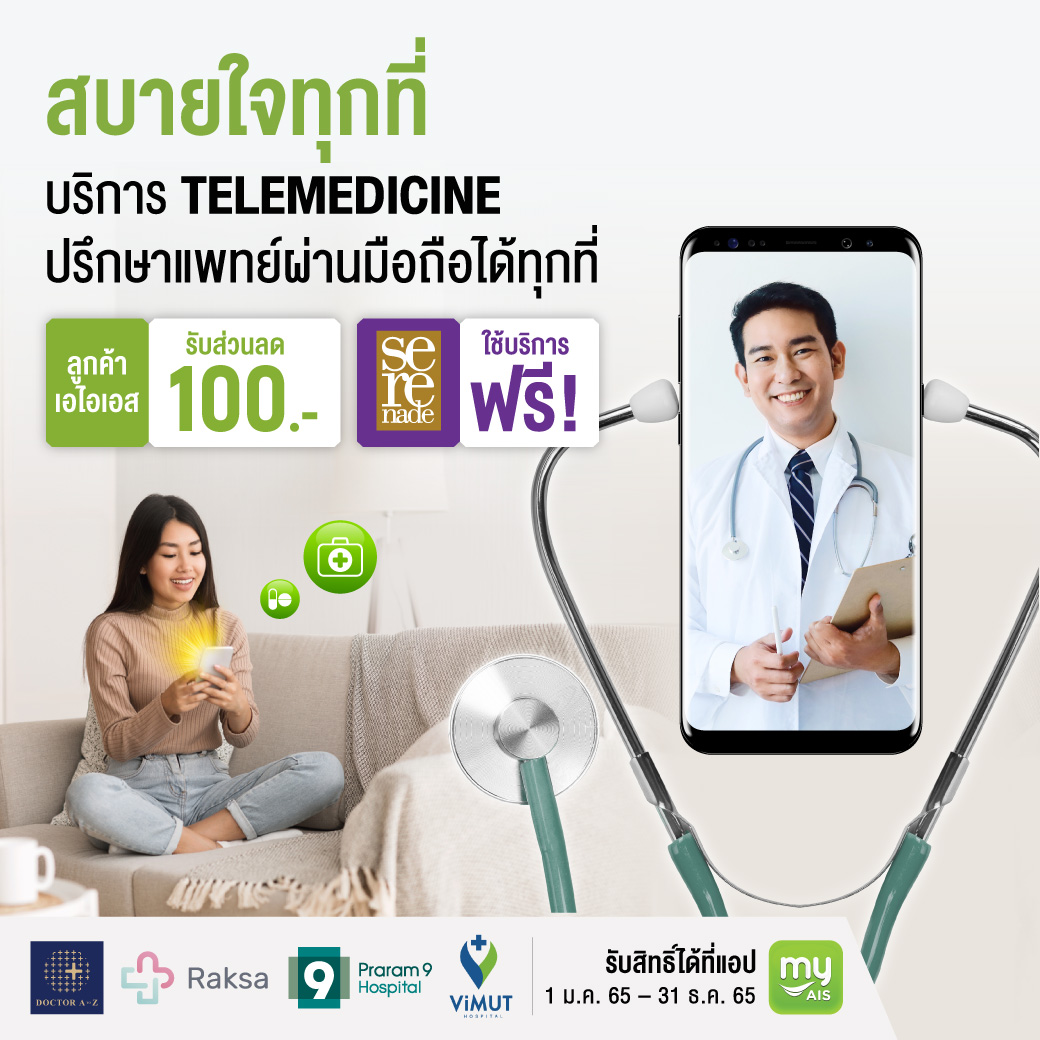 สบายใจทุกที่
บริการ TELEMEDICINE
ปรึกษาแพทย์ผ่านมือถือได้ทุกที่
ลูกค้า
เอไอเอส
รับส่วนลด
100.-
se
re
nade
ใช้บริการ
ฟรี!
DOCTOR A TO Z
Raksa
9
Praram 9
Hospital
ViMUT
HOSPITAL
รับสิทธิ์ได้ที่แอป
1 ม.ค. 65 – 31 ธ.ค. 65
my
AIS